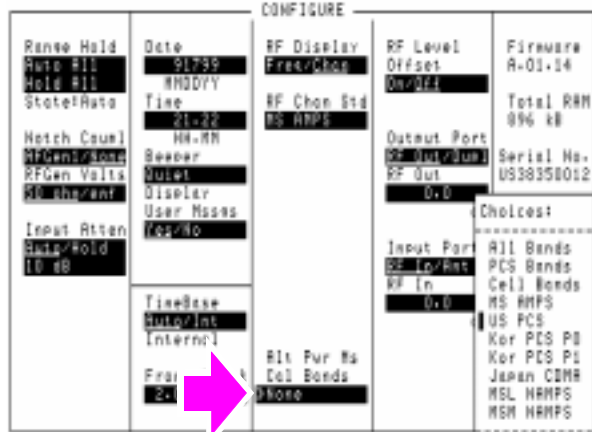 CONFIGURE
Range Hold
Auto All
Hold All
State:Auto
Notch Coupl
AFGen1/None
RFGen Volts
50 ohm/emf
Input Atten
Auto/Hold
10 dB
Date
91799
MMDDYY
Time
21.22
HH.MM
Beeper
Quiet
Display
User Mssgs
Yes/No
TimeBase
Auto/Int
Internal
2.
RF Display
Freq/Chan
RF Chan Std
MS AMPS
Alt Pwr Ms
Cal Bands
None
RF Level
Offset
On/Off
Output Port
RF Out/Dupl
RF Out
0.0
Input Port
RF In/Ant
RF In
0.0
Firmware
A.01.14
Total RAM
896 kB
Serial No.
US38350012
Choices:
All Bands
PCS Bands
Cell Bands
MS AMPS
US PCS
Kor PCS P0
Kor PCS P1
Japan CDMA
MSL NAMPS
MSM NAMPS